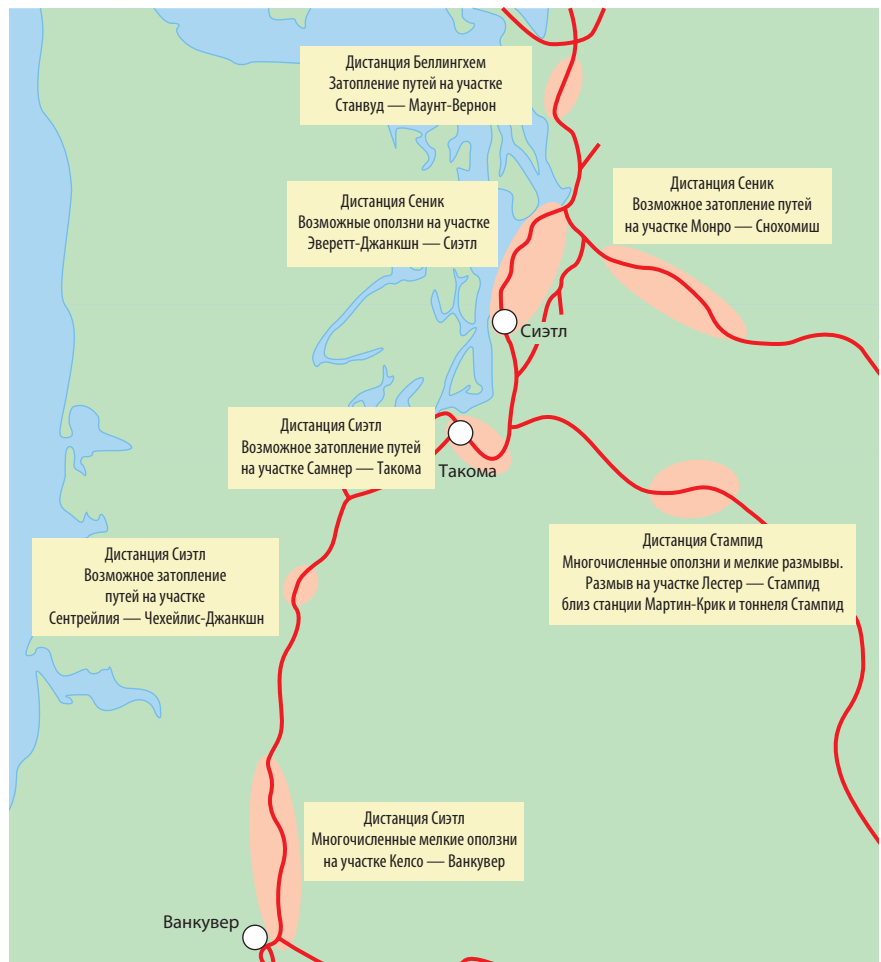 Дистанция Беллингхем
Затопление путей на участке
Станвуд — Маунт-Вернон
Дистанция Сеник
Возможные оползни на участке
Эверетт-Джанкшн — Сиэтл
Дистанция Сеник
Возможное затопление путей
на участке Монро — Снохомиш
Сиэтл
Дистанция Сиэтл
Возможное затопление путей
на участке Самнер — Такома
Такома
Дистанция Стампид
Многочисленные оползни и мелкие размывы.
Размыв на участке Лестер — Стампид
близ станции Мартин-Крик и тоннеля Стампид
Дистанция Сиэтл
Возможное затопление
путей на участке
Сентрейлия — Чехейлис-Джанкшн
Дистанция Сиэтл
Многочисленные мелкие оползни
на участке Келсо — Ванкувер
Ванкувер